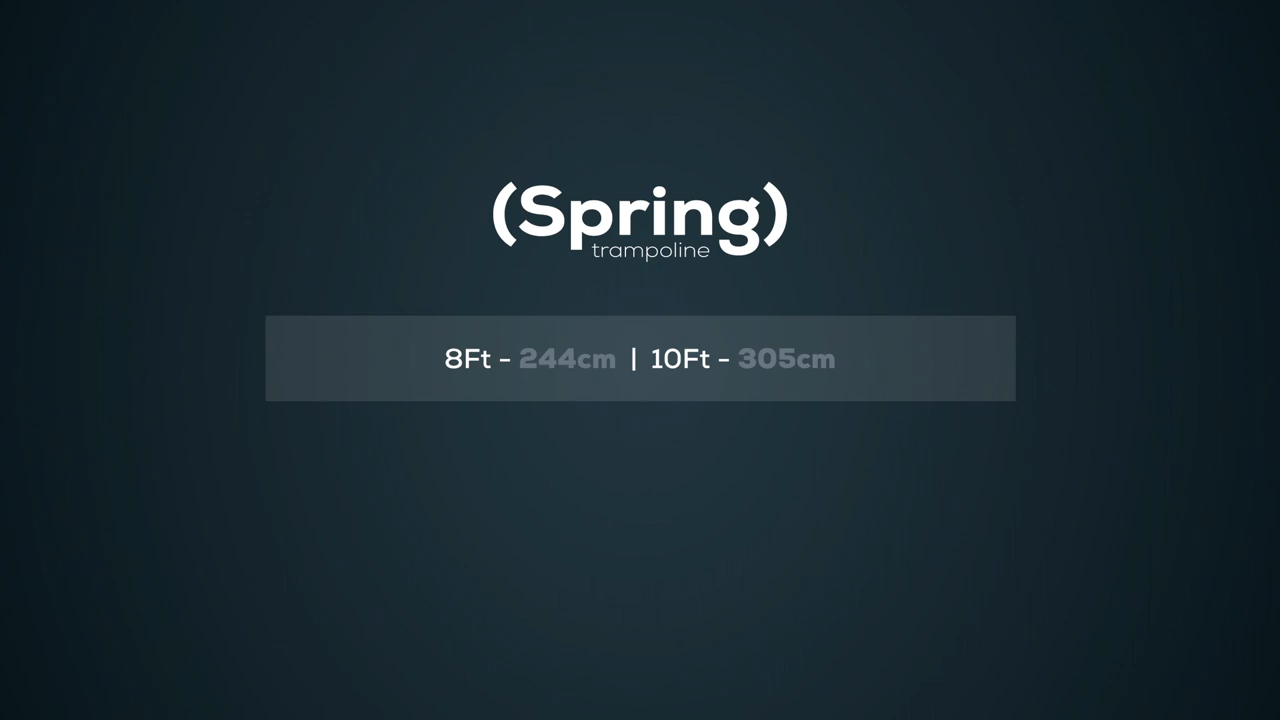 (Spring)
trampoline
8Ft - 244cm | 10Ft - 305cm